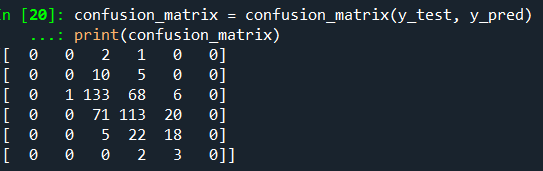 n [20]: confusion_matrix = confusion_matrix(y_test, y_pred)
...: print(confusion_matrix)
[ 0 0 2 1 0 0]
[ 0 0 10 5 0 0]
[ 0 1 133 68 6 0]
[ 0 0 71 113 20 0]
[ 0 0 5 22 18 0]
[ 0 0 0 2 3 0]]